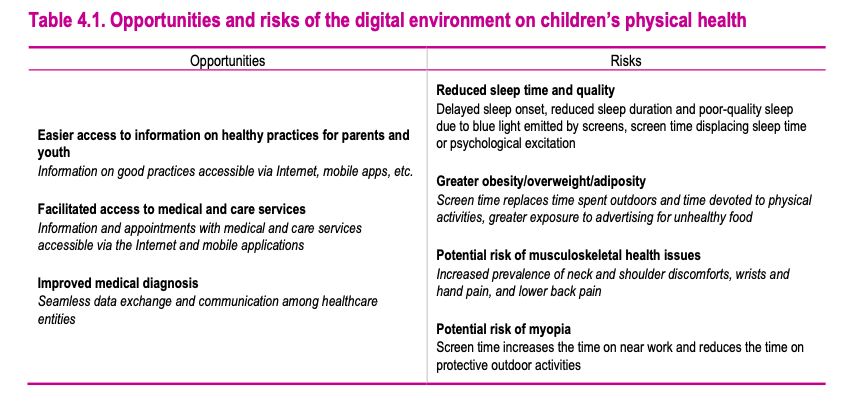 Table 4.1. Opportunities and risks of the digital environment on children's physical health
Opportunities
Easier access to information on healthy practices for parents and
youth
Information on good practices accessible via Internet, mobile apps, etc.
Facilitated access to medical and care services
Information and appointments with medical and care services
accessible via the Internet and mobile applications
Improved medical diagnosis
Seamless data exchange and communication among healthcare
entities
Risks
Reduced sleep time and quality
Delayed sleep onset, reduced sleep duration and poor-quality sleep
due to blue light emitted by screens, screen time displacing sleep time
or psychological excitation
Greater obesity/overweight/adiposity
Screen time replaces time spent outdoors and time devoted to physical
activities, greater exposure to advertising for unhealthy food
Potential risk of musculoskeletal health issues
Increased prevalence of neck and shoulder discomforts, wrists and
hand pain, and lower back pain
Potential risk of myopia
Screen time increases the time on near work and reduces the time on
protective outdoor activities